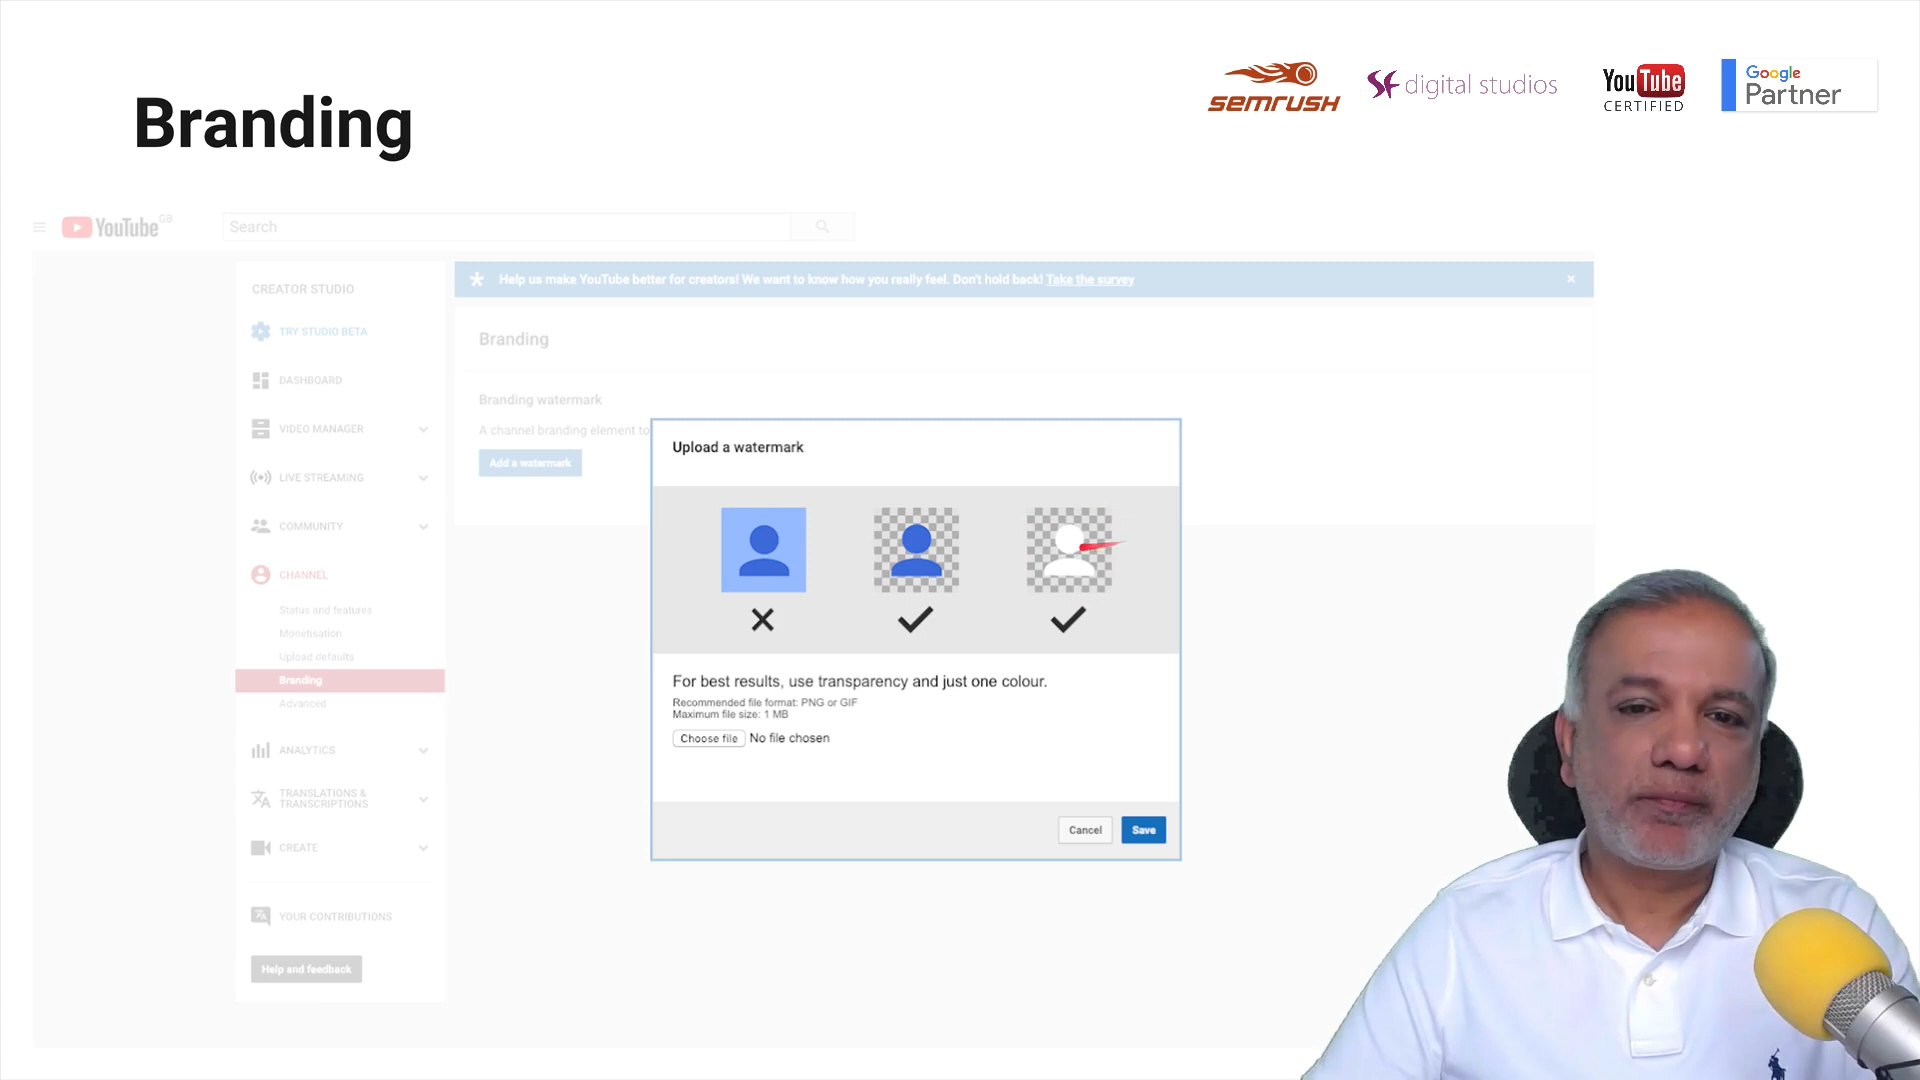 Branding
SEMRUSH
SF digital studios
YouTube
CERTIFIED
Google
Partner
YouTube GB
Search
CREATOR STUDIO
Help us make YouTube better for creators! We want to know how you really feel. Don't hold back! Take the survey
TRY STUDIO BETA
Branding
DASHBOARD
Branding watermark
VIDEO MANAGER
A channel branding element to
Add a watermark
LIVE STREAMING
COMMUNITY
CHANNEL
Status and features
Monetisation
Upload defaults
Branding
Advanced
ANALYTICS
TRANSLATIONS &
TRANSCRIPTIONS
CREATE
YOUR CONTRIBUTIONS
Help and feedback
Upload a watermark
For best results, use transparency and just one colour.
Recommended file format: PNG or GIF
Maximum file size: 1 MB
Choose file No file chosen
Cancel
Save